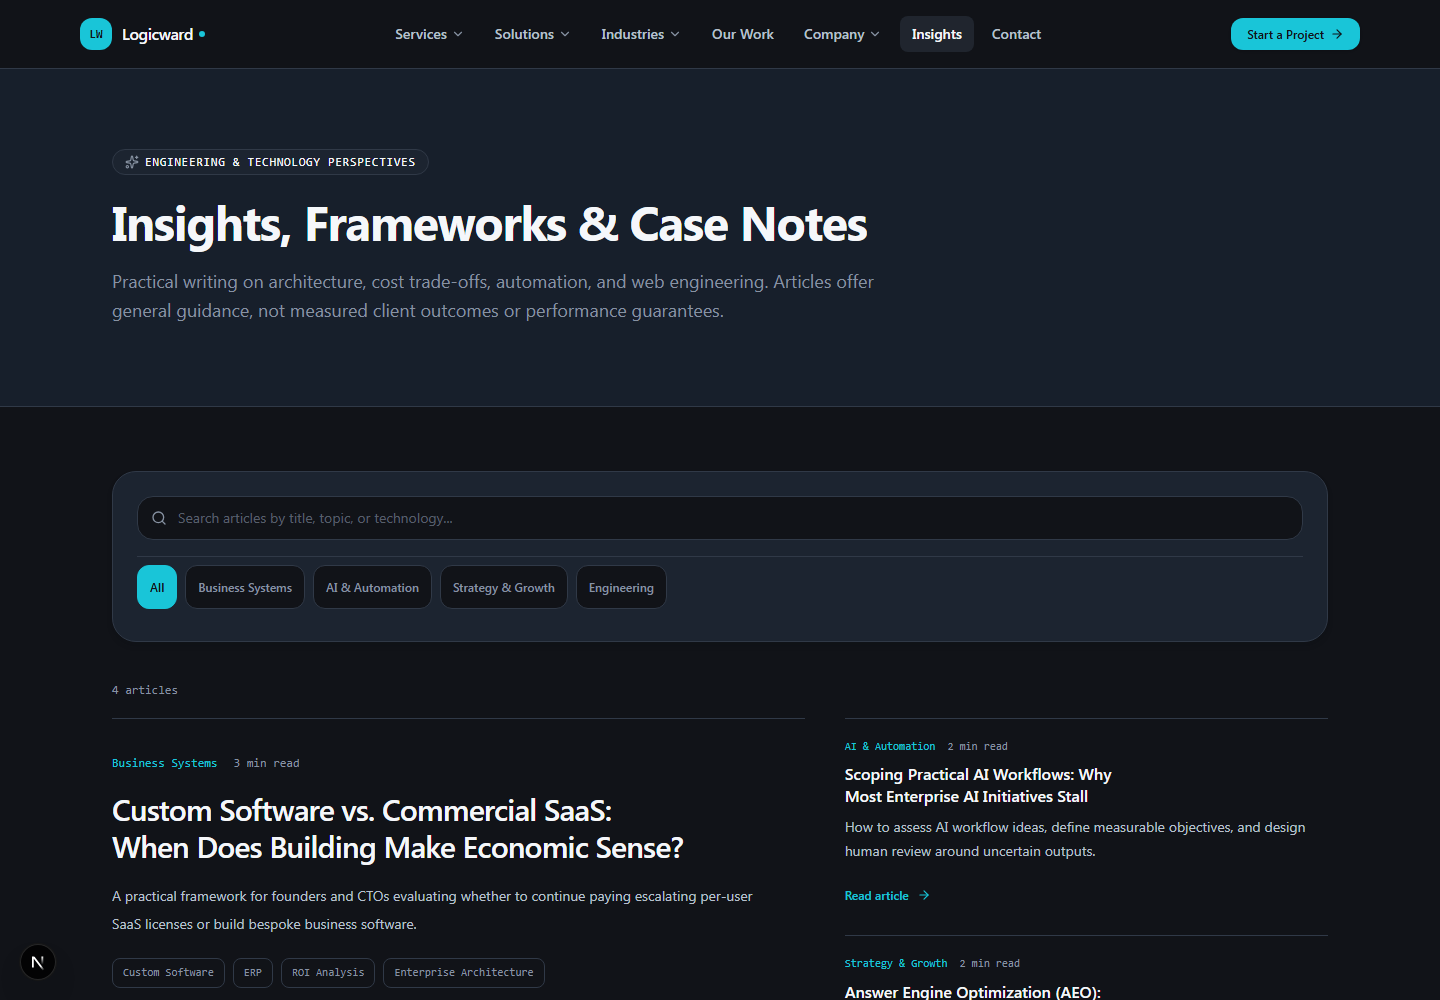 LW
Logicward
Services
Solutions
Industries
Our Work
Company
Insights
Contact
Start a Project
ENGINEERING & TECHNOLOGY PERSPECTIVES
Insights, Frameworks & Case Notes
Practical writing on architecture, cost trade-offs, automation, and web engineering. Articles offer
general guidance, not measured client outcomes or performance guarantees.
Search articles by title, topic, or technology...
All
Business Systems
AI & Automation
Strategy & Growth
Engineering
4 articles
Business Systems 3 min read
Custom Software vs. Commercial SaaS:
When Does Building Make Economic Sense?
A practical framework for founders and CTOs evaluating whether to continue paying escalating per-user
SaaS licenses or build bespoke business software.
Custom Software
ERP
ROI Analysis
Enterprise Architecture
AI & Automation 2 min read
Scoping Practical AI Workflows: Why
Most Enterprise AI Initiatives Stall
How to assess AI workflow ideas, define measurable objectives, and design
human review around uncertain outputs.
Read article
Strategy & Growth 2 min read
Answer Engine Optimization (AEO):
N